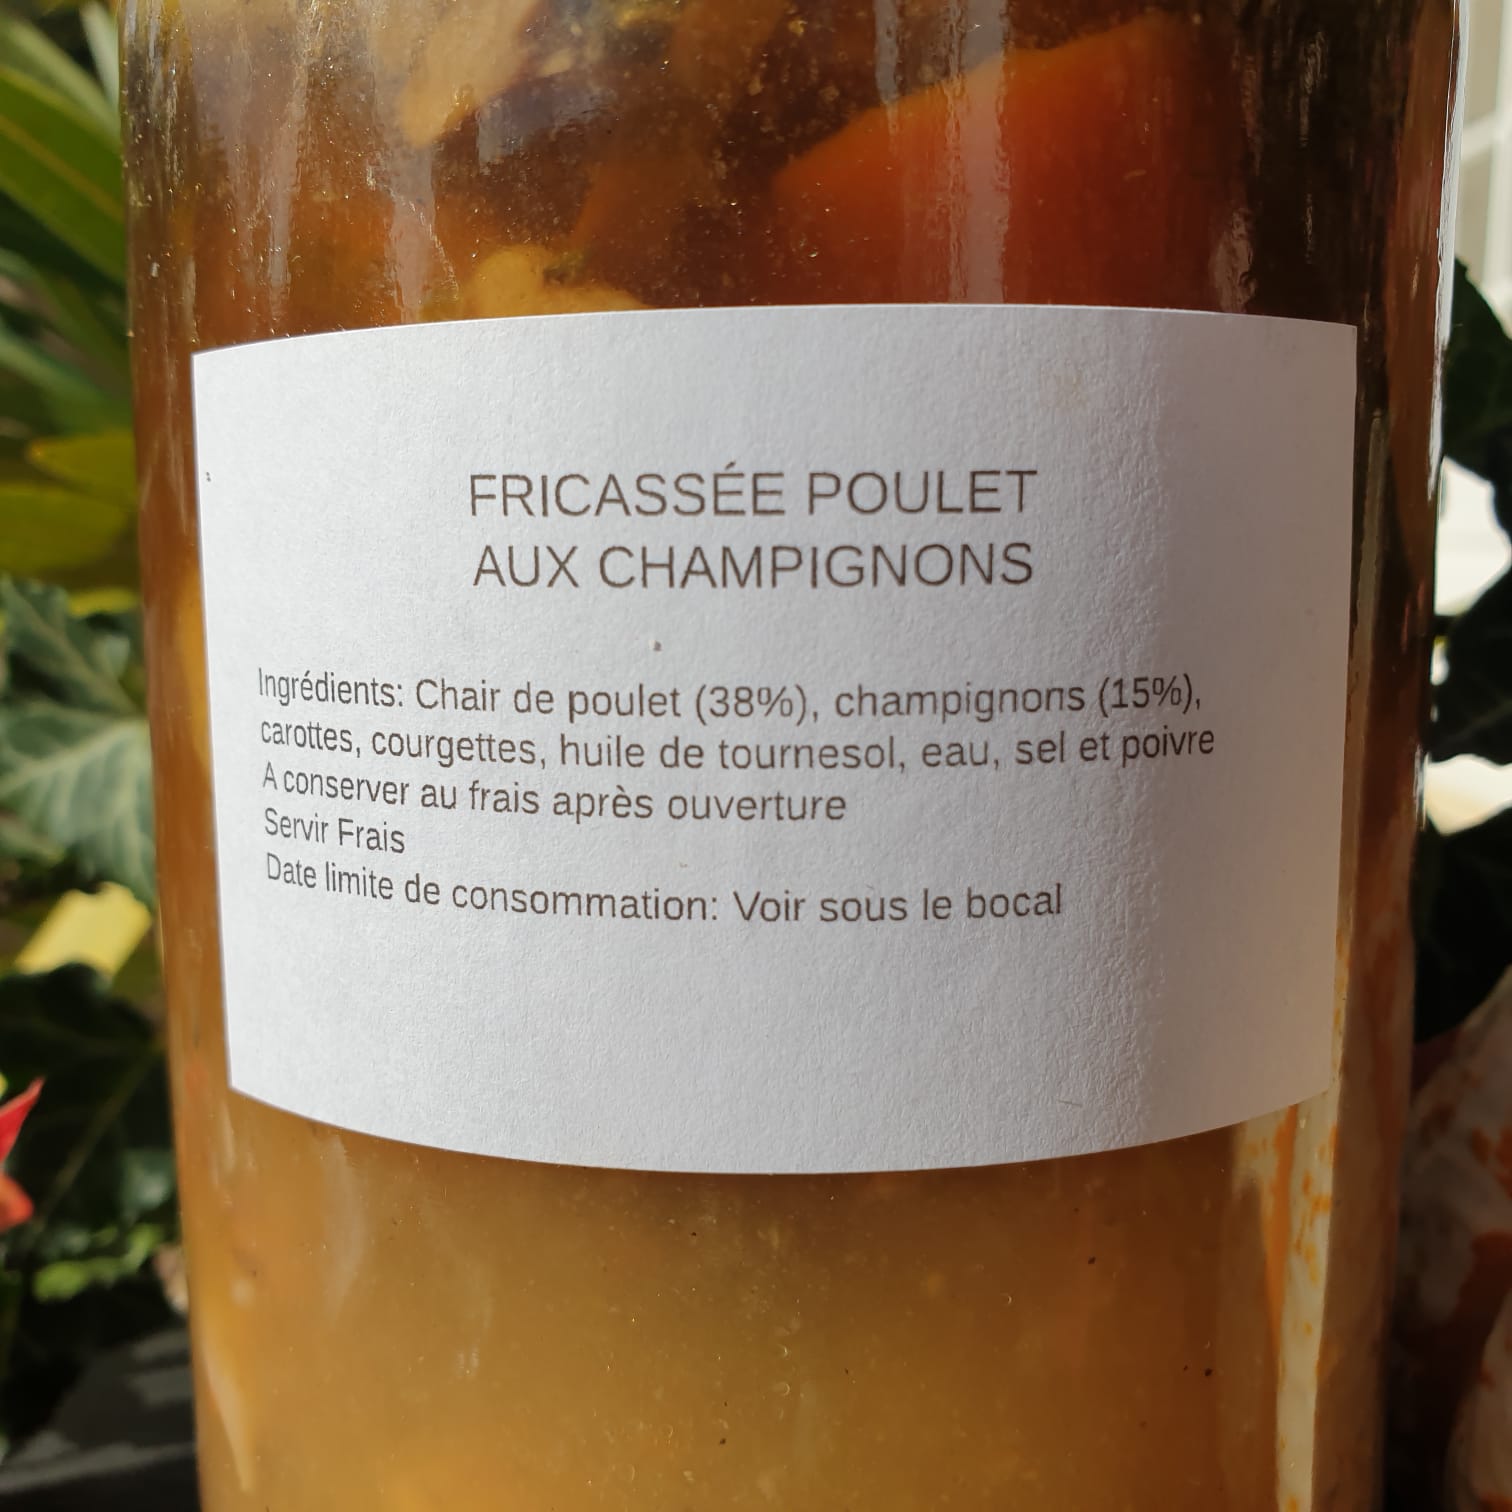 FRICASSÉE POULET
AUX CHAMPIGNONS
Ingrédients: Chair de poulet (38%), champignons (15%),
carottes, courgettes, huile de tournesol, eau, sel et poivre
A conserver au frais après ouverture
Servir Frais
Date limite de consommation: Voir sous le bocal